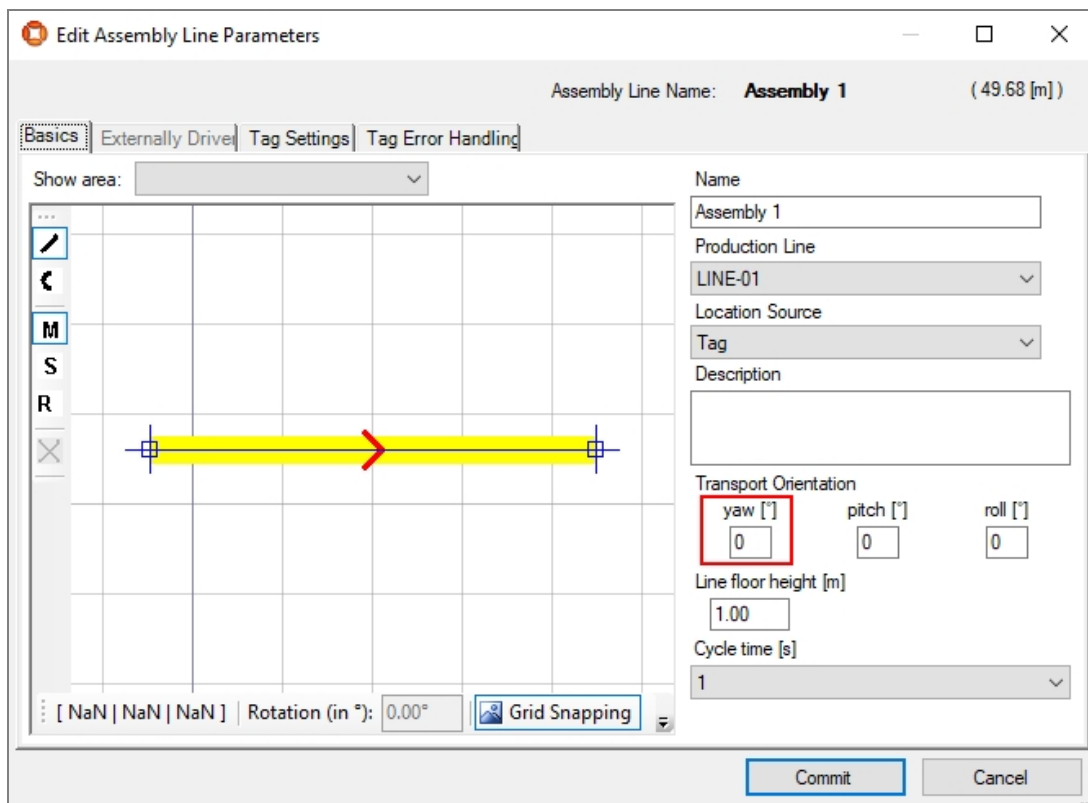 Edit Assembly Line Parameters
Assembly Line Name: Assembly 1 ( 49.68 [m] )
Basics Externally Driver Tag Settings Tag Error Handling
Show area:
M
S
R
[ NaN | NaN | NaN ] Rotation (in °): 0.00° Grid Snapping
Name
Assembly 1
Production Line
LINE-01
Location Source
Tag
Description
Transport Orientation
yaw [°] pitch [°] roll [°]
0 0 0
Line floor height [m]
1.00
Cycle time [s]
1
Commit Cancel